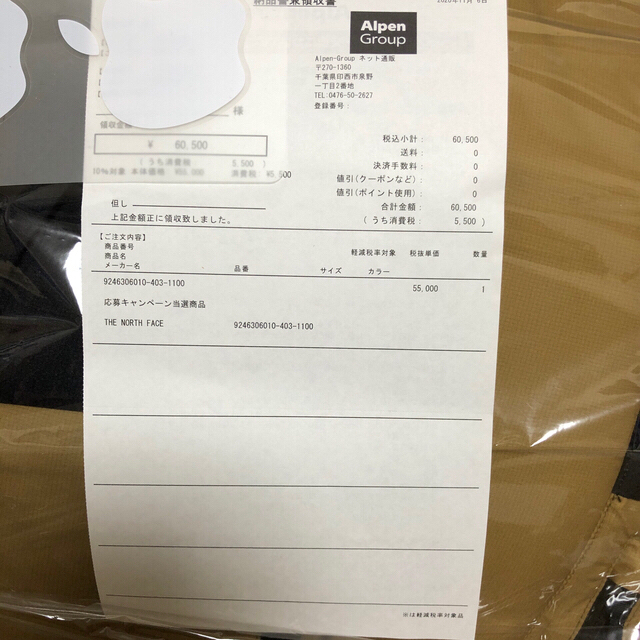 納品書兼領収書
2020年11月 6日
Alpen
Group
Alpen-Group ネット通販
〒270-1360
千葉県印西市泉野
一丁目2番地
TEL:0476-50-2627
登録番号:
様
領収金額
¥ 60,500
(うち消費税 5,500 )
10%対象 本体価格 ¥55,000 消費税 ¥5,500
税込小計: 60,500
送料: 0
決済手数料: 0
値引(クーポンなど): 0
値引(ポイント使用): 0
合計金額: 60,500
(うち消費税: 5,500 )
但し
上記金額正に領収致しました。
【ご注文内容】
商品番号
商品名
メーカー名 品番 サイズ カラー 軽減税率対象 税抜単価 数量
9246306010-403-1100 55,000 1
応募キャンペーン当選商品
THE NORTH FACE 9246306010-403-1100
※は軽減税率対象品